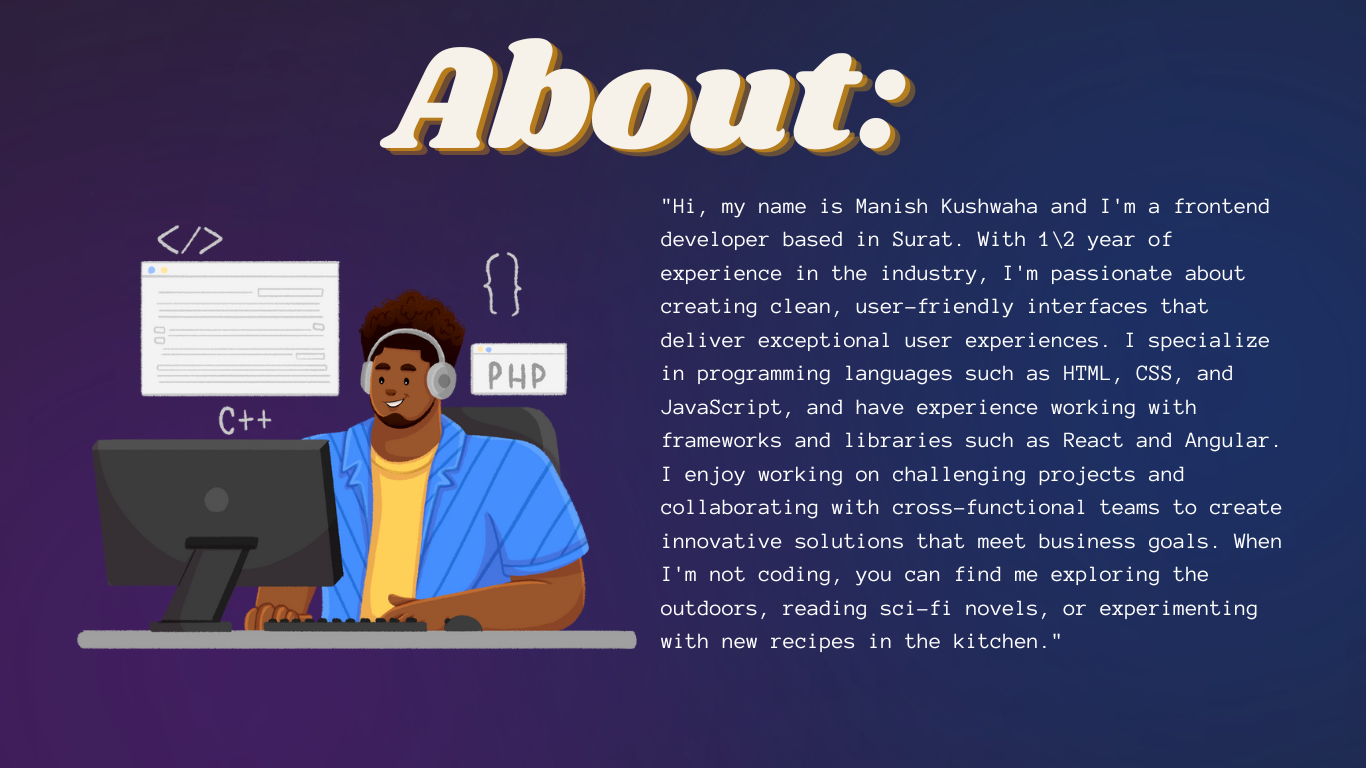 About:
</>
{ }
PHP
C++
"Hi, my name is Manish Kushwaha and I'm a frontend
developer based in Surat. With 1\2 year of
experience in the industry, I'm passionate about
creating clean, user-friendly interfaces that
deliver exceptional user experiences. I specialize
in programming languages such as HTML, CSS, and
JavaScript, and have experience working with
frameworks and libraries such as React and Angular.
I enjoy working on challenging projects and
collaborating with cross-functional teams to create
innovative solutions that meet business goals. When
I'm not coding, you can find me exploring the
outdoors, reading sci-fi novels, or experimenting
with new recipes in the kitchen."